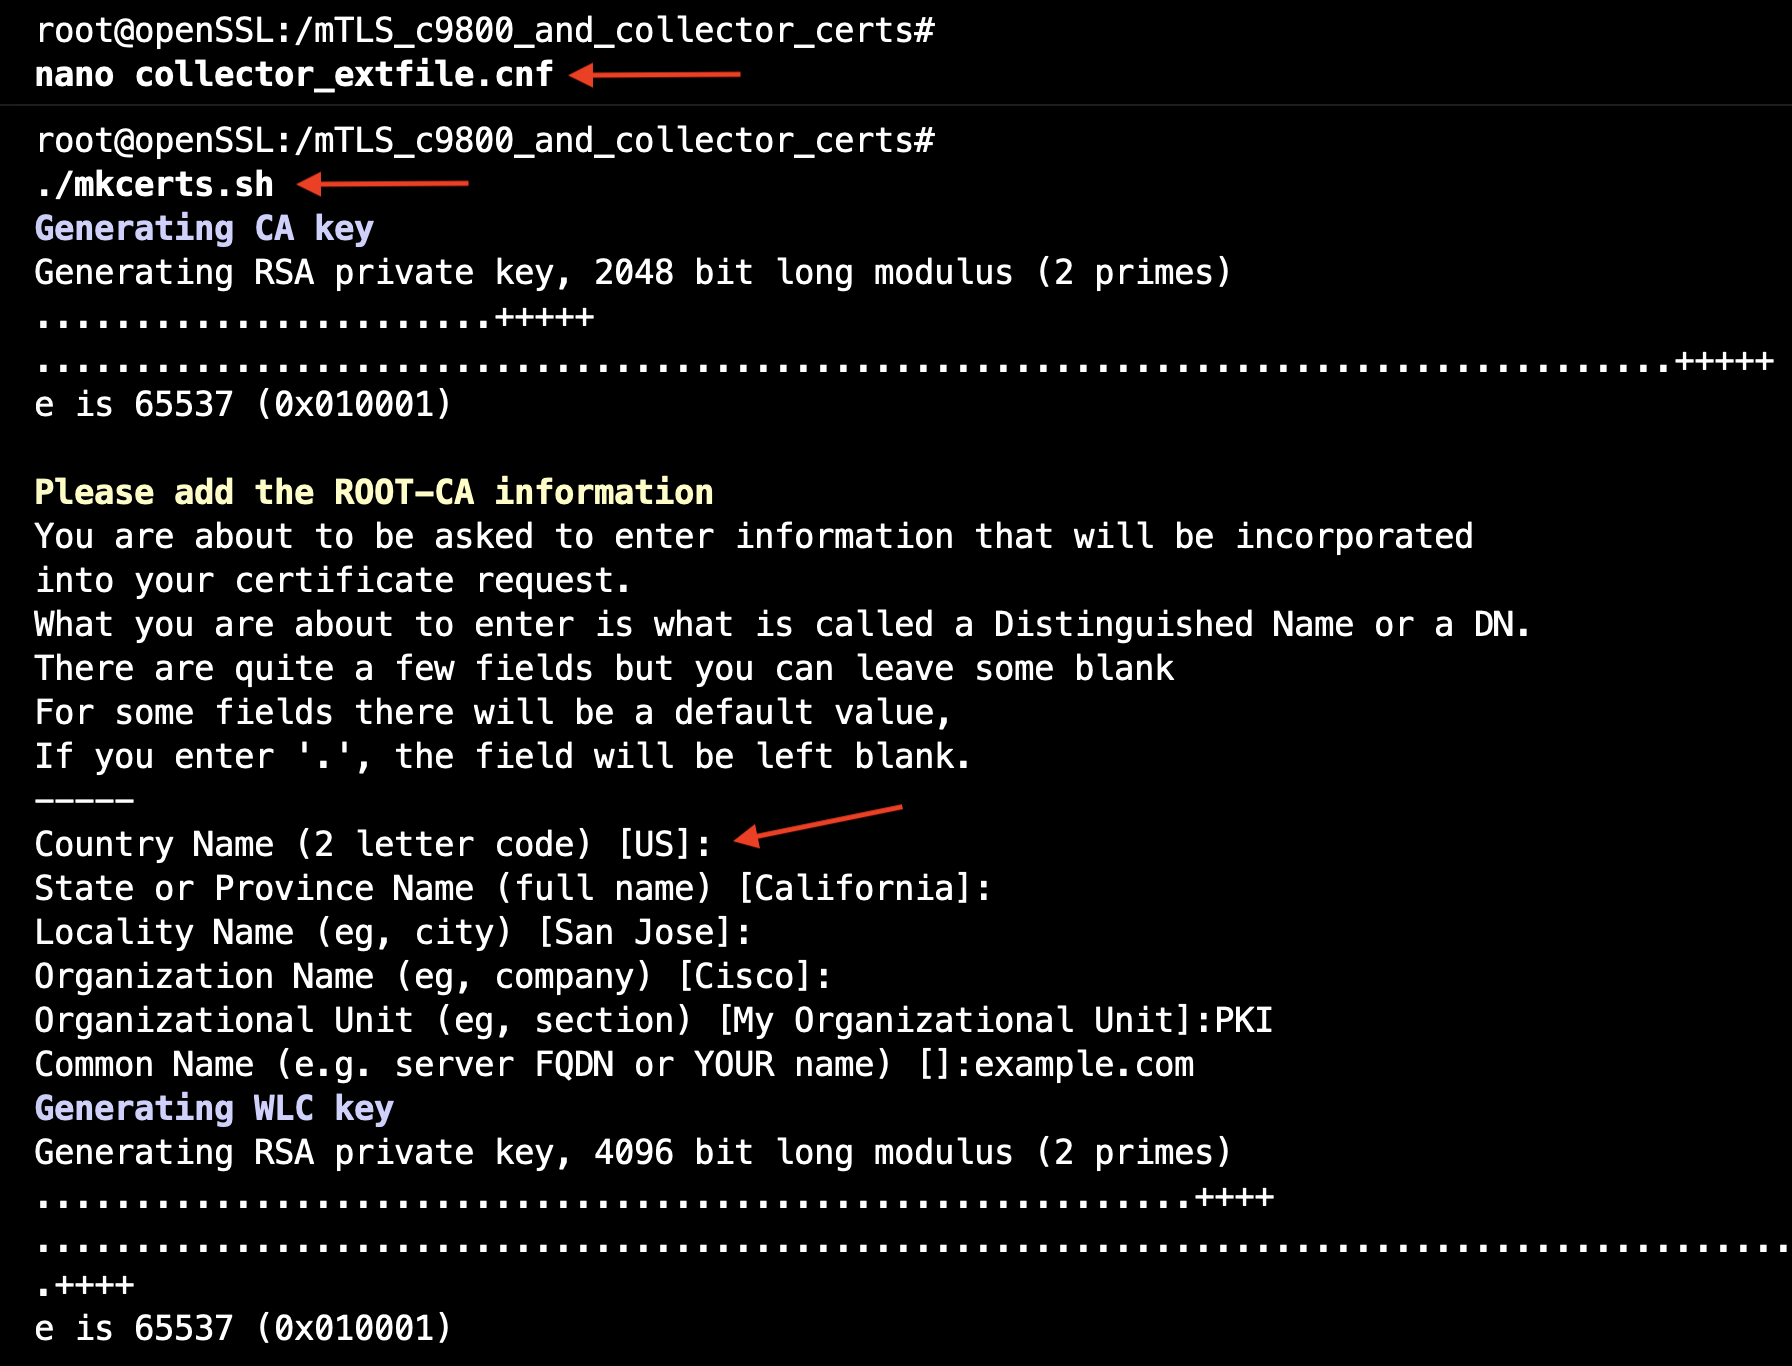 root@openSSL:/mTLS_c9800_and_collector_certs#
nano collector_extfile.cnf
root@openSSL:/mTLS_c9800_and_collector_certs#
./mkcerts.sh
Generating CA key
Generating RSA private key, 2048 bit long modulus (2 primes)
.......................+++++
..................................................................................+++++
e is 65537 (0x010001)
Please add the ROOT-CA information
You are about to be asked to enter information that will be incorporated
into your certificate request.
What you are about to enter is what is called a Distinguished Name or a DN.
There are quite a few fields but you can leave some blank
For some fields there will be a default value,
If you enter '.', the field will be left blank.
-----
Country Name (2 letter code) [US]:
State or Province Name (full name) [California]:
Locality Name (eg, city) [San Jose]:
Organization Name (eg, company) [Cisco]:
Organizational Unit (eg, section) [My Organizational Unit]:PKI
Common Name (e.g. server FQDN or YOUR name) []:example.com
Generating WLC key
Generating RSA private key, 4096 bit long modulus (2 primes)
..........................................................++++
........................................................................................
.++++
e is 65537 (0x010001)